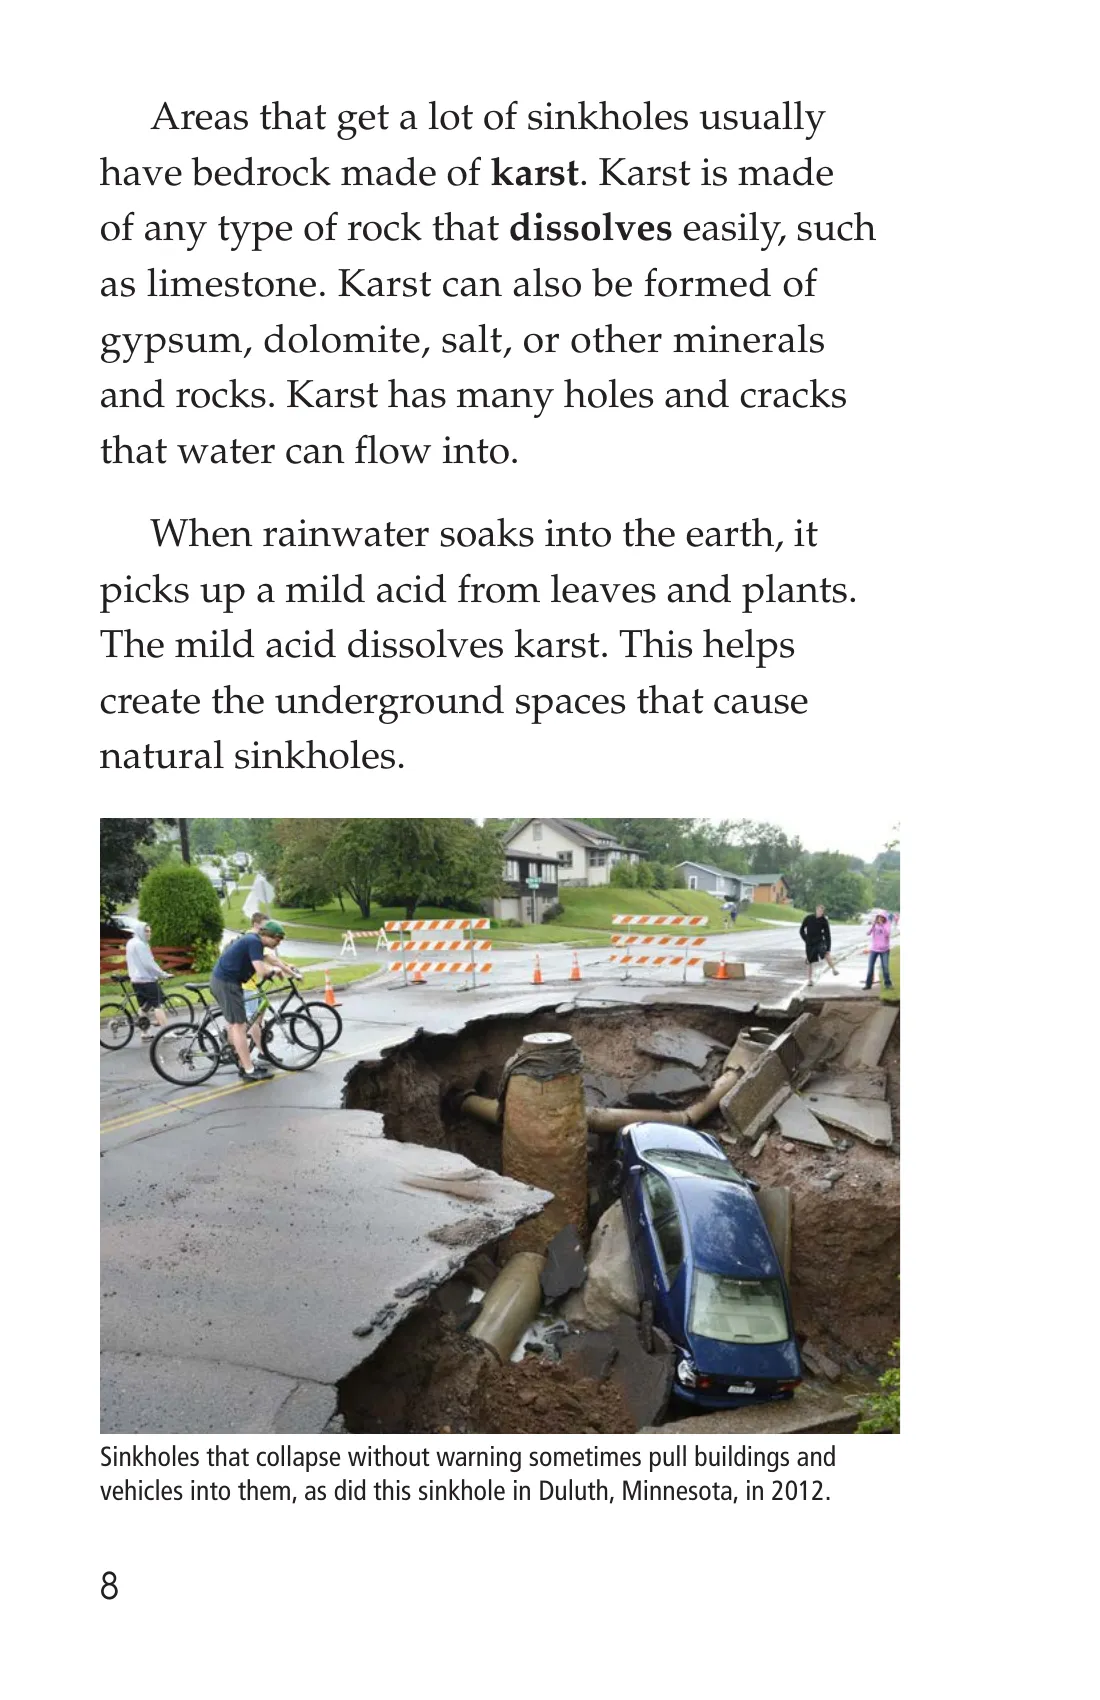 Areas that get a lot of sinkholes usually
have bedrock made of karst. Karst is made
of any type of rock that dissolves easily, such
as limestone. Karst can also be formed of
gypsum, dolomite, salt, or other minerals
and rocks. Karst has many holes and cracks
that water can flow into.
When rainwater soaks into the earth, it
picks up a mild acid from leaves and plants.
The mild acid dissolves karst. This helps
create the underground spaces that cause
natural sinkholes.
Sinkholes that collapse without warning sometimes pull buildings and
vehicles into them, as did this sinkhole in Duluth, Minnesota, in 2012.
8